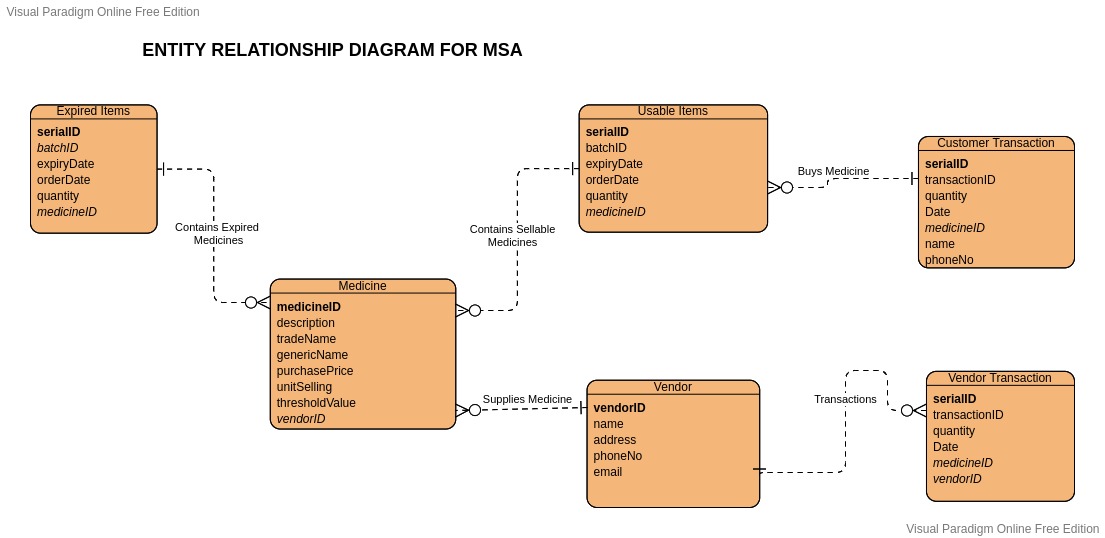 Visual Paradigm Online Free Edition
ENTITY RELATIONSHIP DIAGRAM FOR MSA
Expired Items
serialID
batchID
expiryDate
orderDate
quantity
medicineID
Contains Expired
Medicines
Medicine
medicineID
description
tradeName
genericName
purchasePrice
unitSelling
thresholdValue
vendorID
Contains Sellable
Medicines
Usable Items
serialID
batchID
expiryDate
orderDate
quantity
medicineID
Buys Medicine
Customer Transaction
serialID
transactionID
quantity
Date
medicineID
name
phoneNo
Supplies Medicine
Vendor
vendorID
name
address
phoneNo
email
Transactions
Vendor Transaction
serialID
transactionID
quantity
Date
medicineID
vendorID
Visual Paradigm Online Free Edition